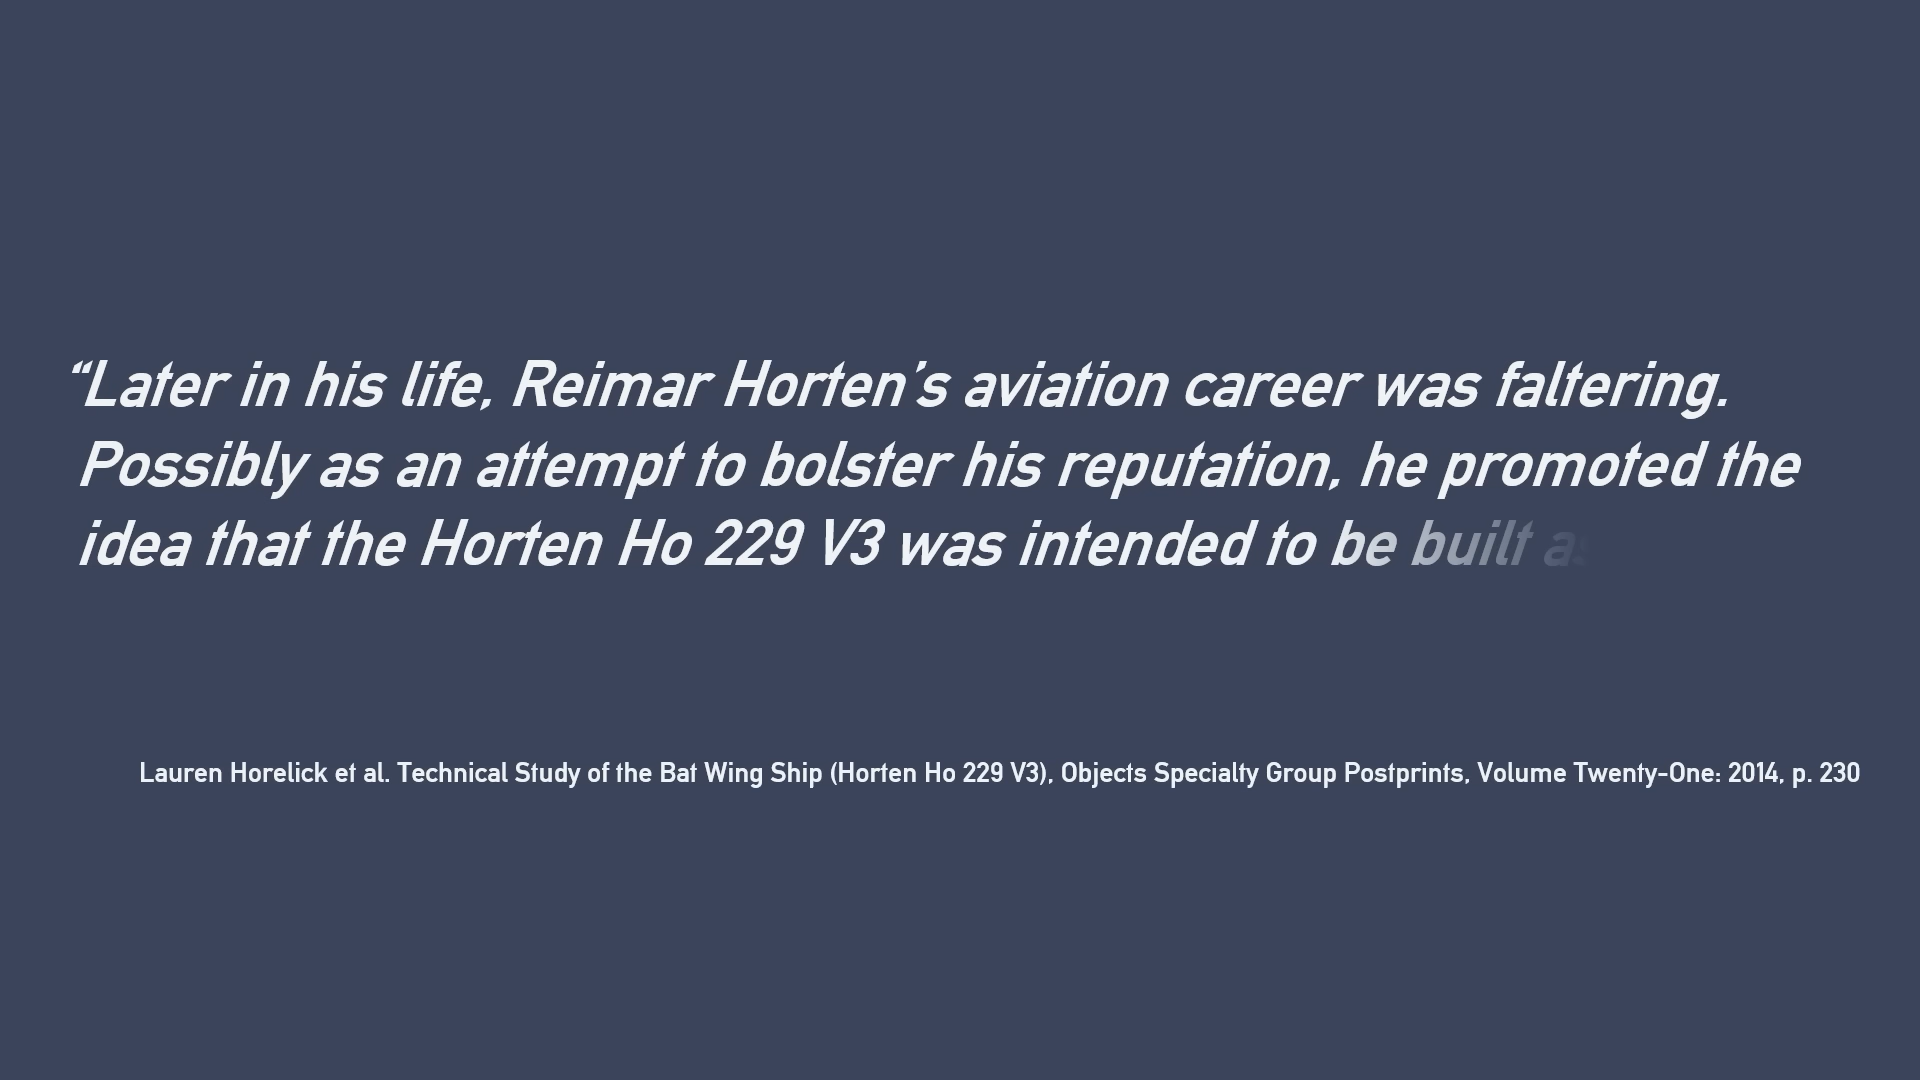 “Later in his life, Reimar Horten’s aviation career was faltering.
Possibly as an attempt to bolster his reputation, he promoted the
idea that the Horten Ho 229 V3 was intended to be built as
Lauren Horelick et al. Technical Study of the Bat Wing Ship (Horten Ho 229 V3), Objects Specialty Group Postprints, Volume Twenty-One: 2014, p. 230